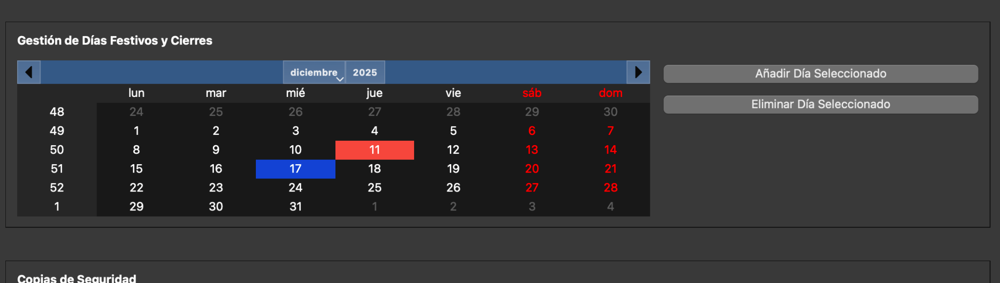 Gestión de Días Festivos y Cierres
diciembre 2025
Añadir Día Seleccionado
lun mar mié jue vie sáb dom
Eliminar Día Seleccionado
48 24 25 26 27 28 29 30
49 1 2 3 4 5 6 7
50 8 9 10 11 12 13 14
51 15 16 17 18 19 20 21
52 22 23 24 25 26 27 28
1 29 30 31 1 2 3 4
Copias de Seguridad